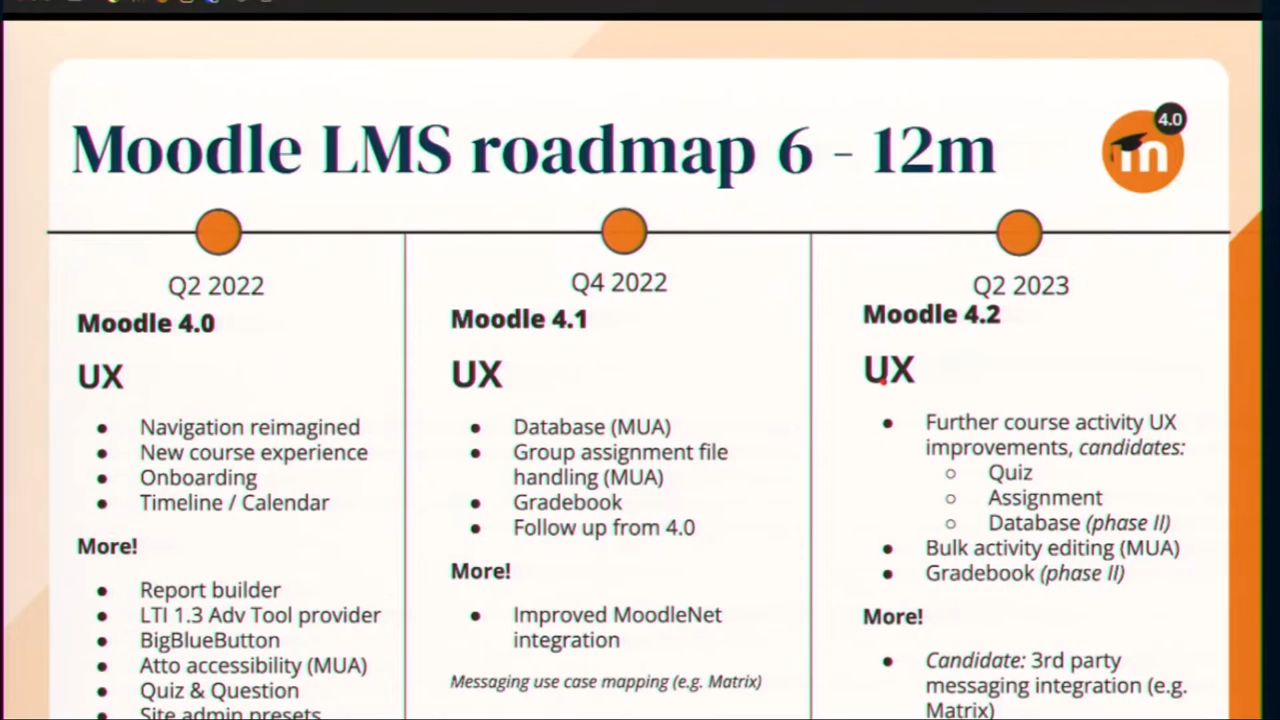 Moodle LMS roadmap 6 - 12m
4.0
m
Q2 2022
Moodle 4.0
UX
● Navigation reimagined
● New course experience
● Onboarding
● Timeline / Calendar
More!
● Report builder
● LTI 1.3 Adv Tool provider
● BigBlueButton
● Atto accessibility (MUA)
● Quiz & Question
● Site admin presets
Q4 2022
Moodle 4.1
UX
● Database (MUA)
● Group assignment file
handling (MUA)
● Gradebook
● Follow up from 4.0
More!
● Improved MoodleNet
integration
Messaging use case mapping (e.g. Matrix)
Q2 2023
Moodle 4.2
UX
● Further course activity UX
improvements, candidates:
○ Quiz
○ Assignment
○ Database (phase II)
● Bulk activity editing (MUA)
● Gradebook (phase II)
More!
● Candidate: 3rd party
messaging integration (e.g.
Matrix)